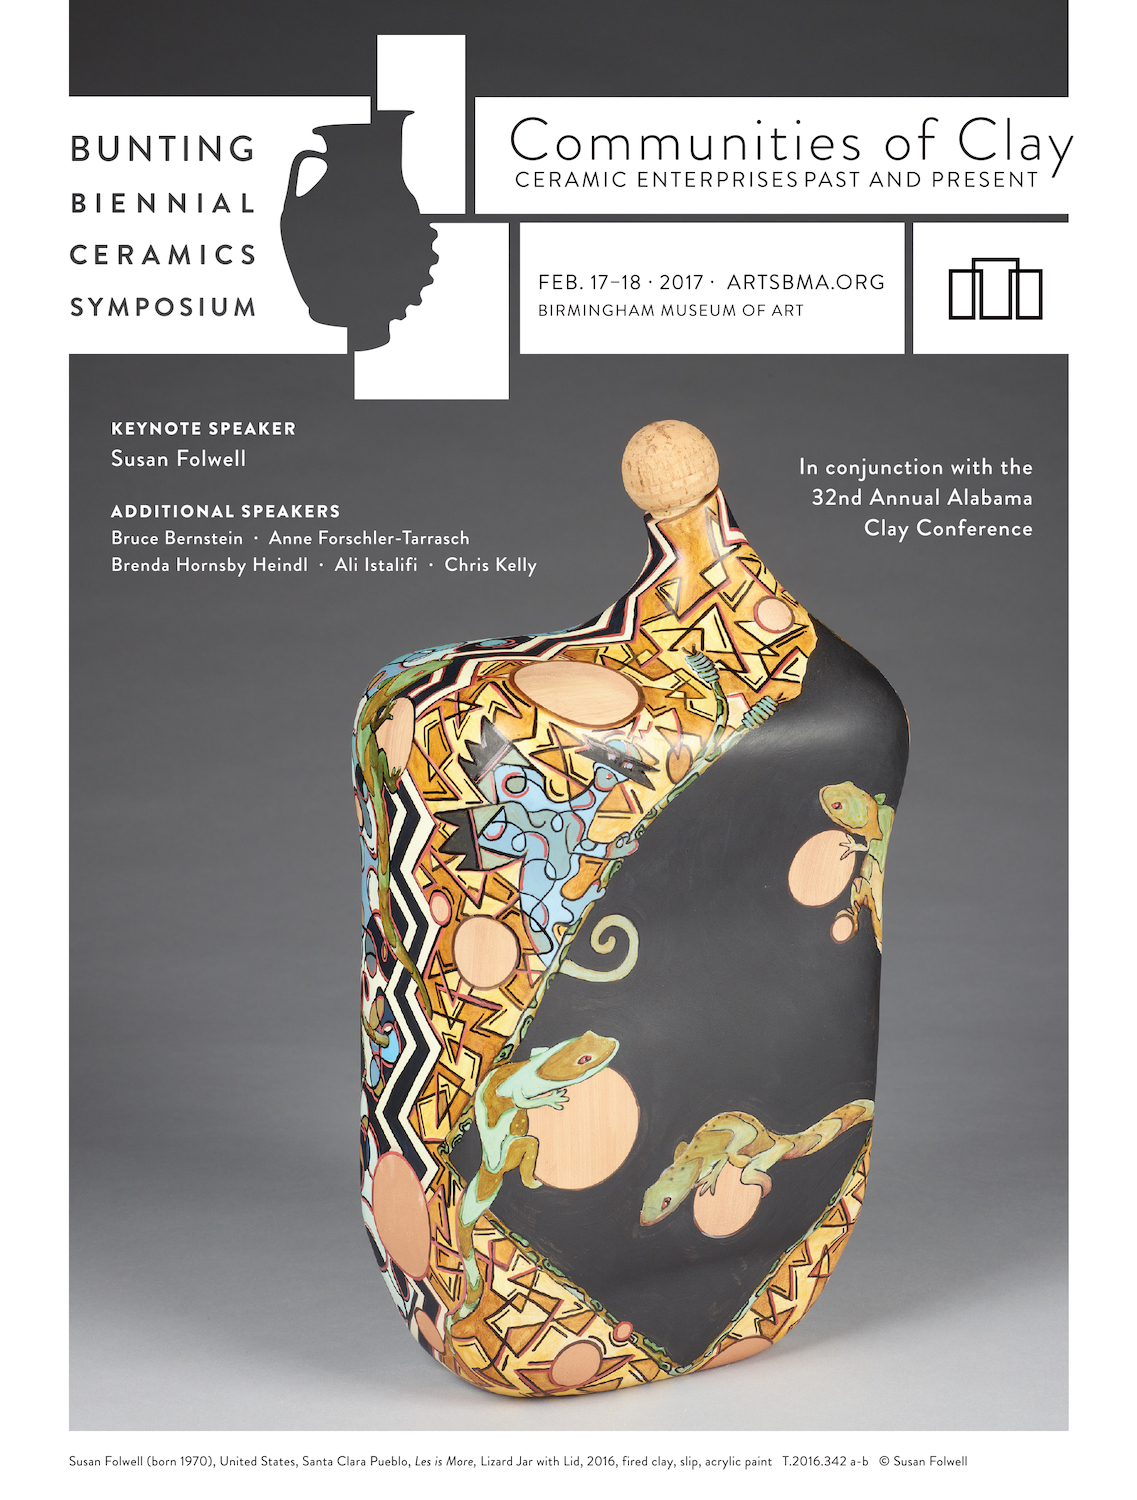 BUNTING
BIENNIAL
CERAMICS
SYMPOSIUM
Communities of Clay
CERAMIC ENTERPRISES PAST AND PRESENT
FEB. 17–18 · 2017 · ARTSBMA.ORG
BIRMINGHAM MUSEUM OF ART
KEYNOTE SPEAKER
Susan Folwell
ADDITIONAL SPEAKERS
Bruce Bernstein · Anne Forschler-Tarrasch
Brenda Hornsby Heindl · Ali Istalifi · Chris Kelly
In conjunction with the
32nd Annual Alabama
Clay Conference
Susan Folwell (born 1970), United States, Santa Clara Pueblo, Les is More, Lizard Jar with Lid, 2016, fired clay, slip, acrylic paint T.2016.342 a-b © Susan Folwell